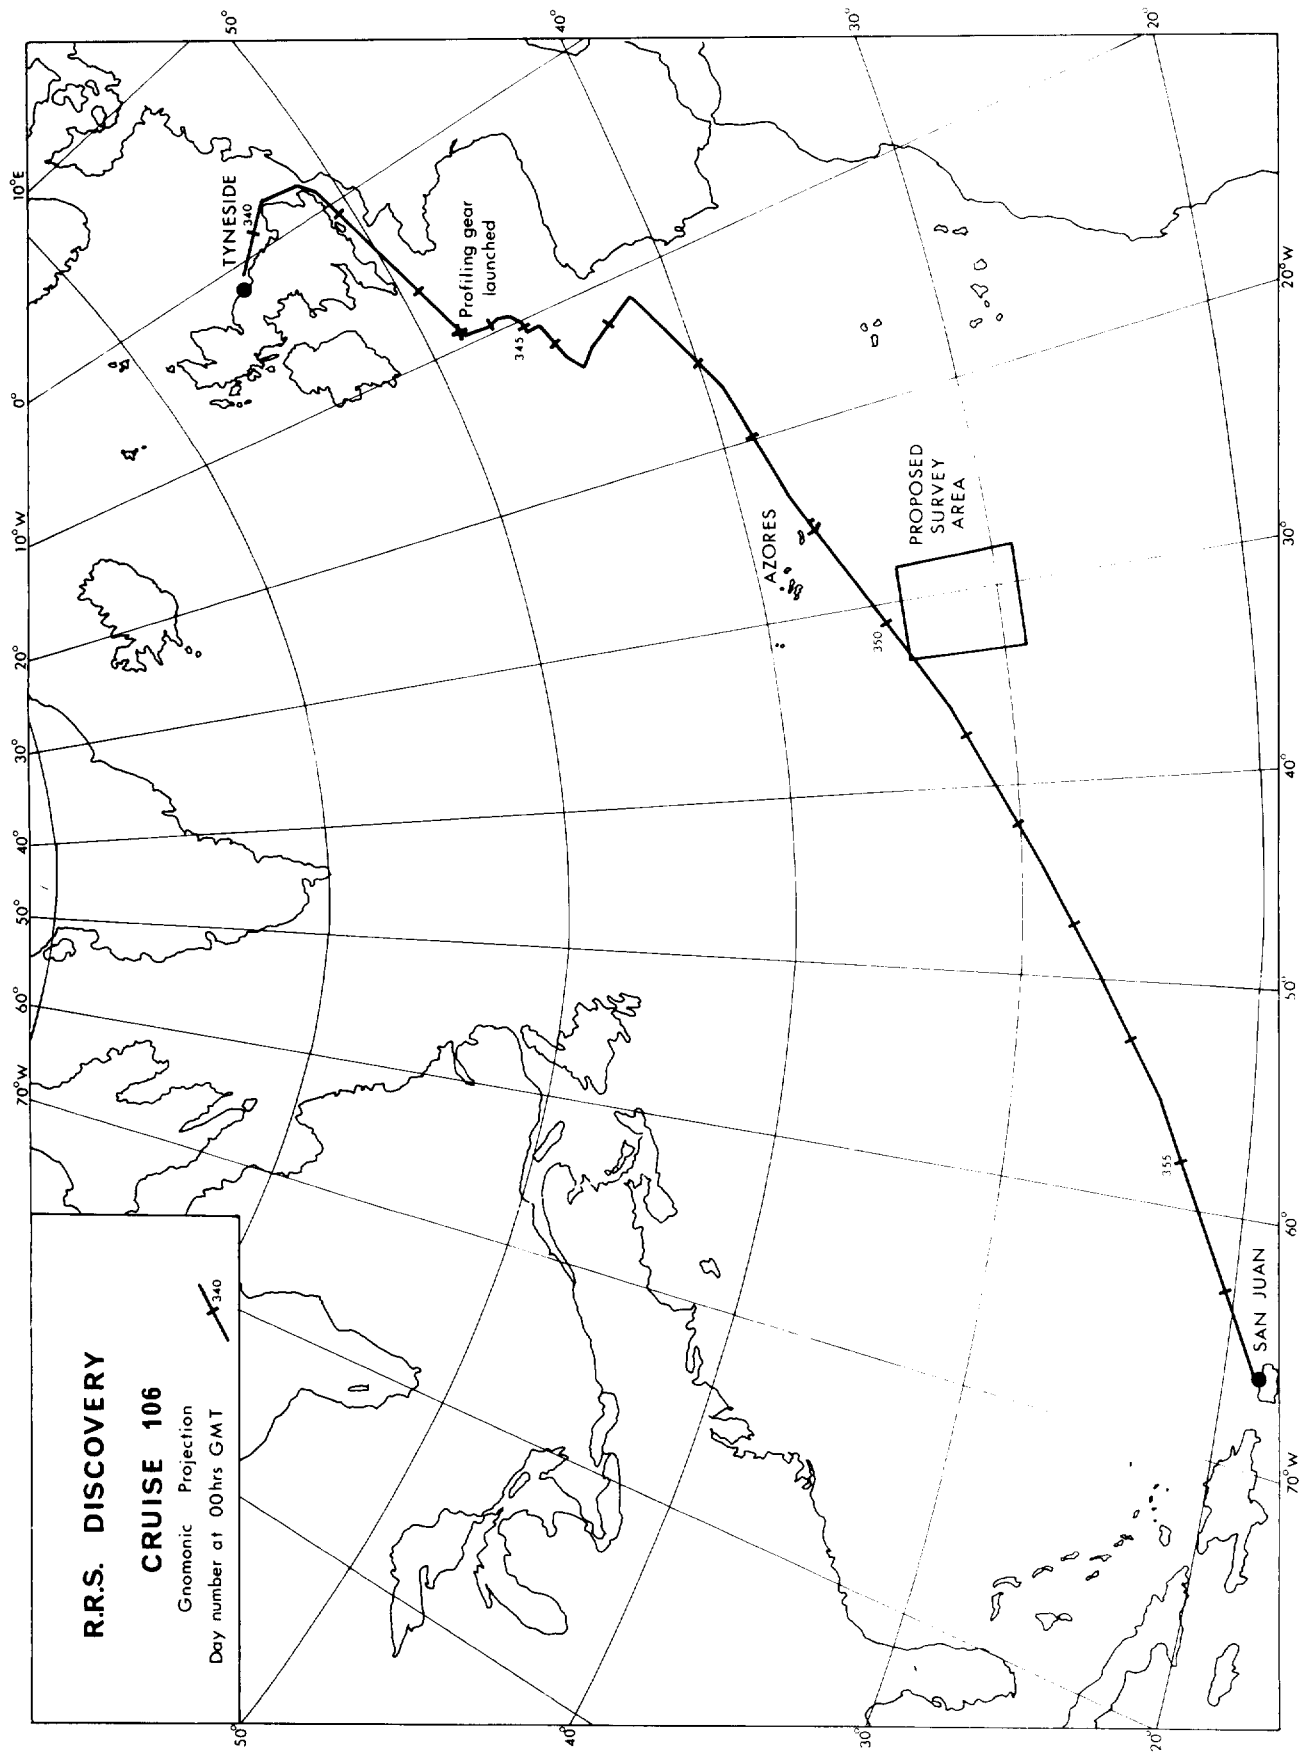 R.R.S. DISCOVERY
CRUISE 106
Gnomonic Projection
Day number at 00hrs GMT
340
50°
40°
30°
20°
70°W
60°
50°
40°
30°
20°
10°W
0°
10°E
50°
40°
30°
20°
70°W
60°
50°
40°
30°
20°W
TYNESIDE
340
Profiling gear
launched
345
AZORES
350
PROPOSED
SURVEY
AREA
355
SAN JUAN